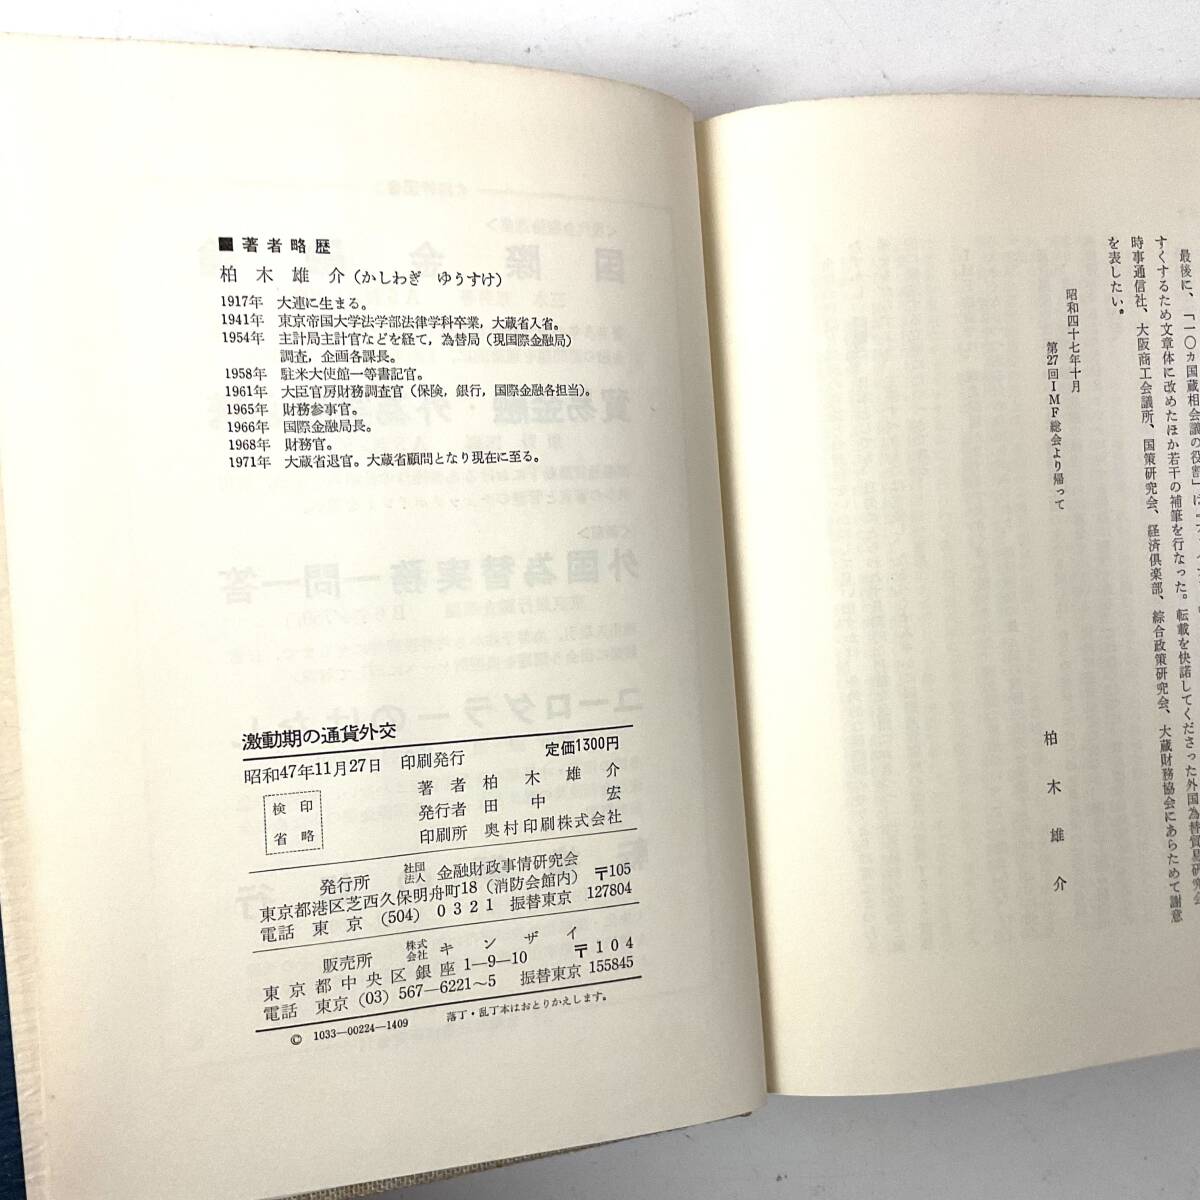 最後に、「一〇ヵ国蔵相会議の役割」は
すくするため文章体に改めたほか若干の補筆を行なった。転載を快諾してくださった外国為替貿易研究会
時事通信社、大阪商工会議所、国策研究会、経済倶楽部、綜合政策研究会、大蔵財務協会にあらためて謝意
を表したい。
昭和四十七年十月
第27回IMF総会より帰って
柏木雄介
■著者略歴
柏木雄介(かしわぎ ゆうすけ)
1917年 大連に生まる。
1941年 東京帝国大学法学部法律学科卒業,大蔵省入省。
1954年 主計局主計官などを経て,為替局(現国際金融局)
調査,企画各課長。
1958年 駐米大使館一等書記官。
1961年 大臣官房財務調査官(保険,銀行,国際金融各担当)。
1965年 財務参事官。
1966年 国際金融局長。
1968年 財務官。
1971年 大蔵省退官。大蔵省顧問となり現在に至る。
激動期の通貨外交
昭和47年11月27日 印刷発行 定価1300円
検印
省略
著者 柏木雄介
発行者 田中宏
印刷所 奥村印刷株式会社
発行所 社団法人 金融財政事情研究会
東京都港区芝西久保明舟町18(消防会館内)〒105
電話 東京 (504) 0321 振替東京 127804
販売所 株式会社 キンザイ
東京都中央区銀座1—9—10 〒104
電話 東京 (03) 567—6221〜5 振替東京 155845
© 1033—00224—1409 落丁・乱丁本はおとりかえします。